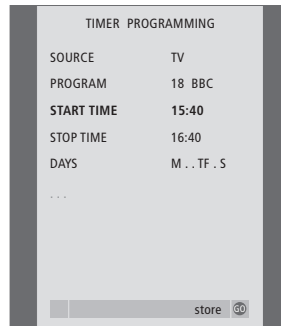 TIMER PROGRAMMING
SOURCE TV
PROGRAM 18 BBC
START TIME 15:40
STOP TIME 16:40
DAYS M . . TF . S
. . .
store GO